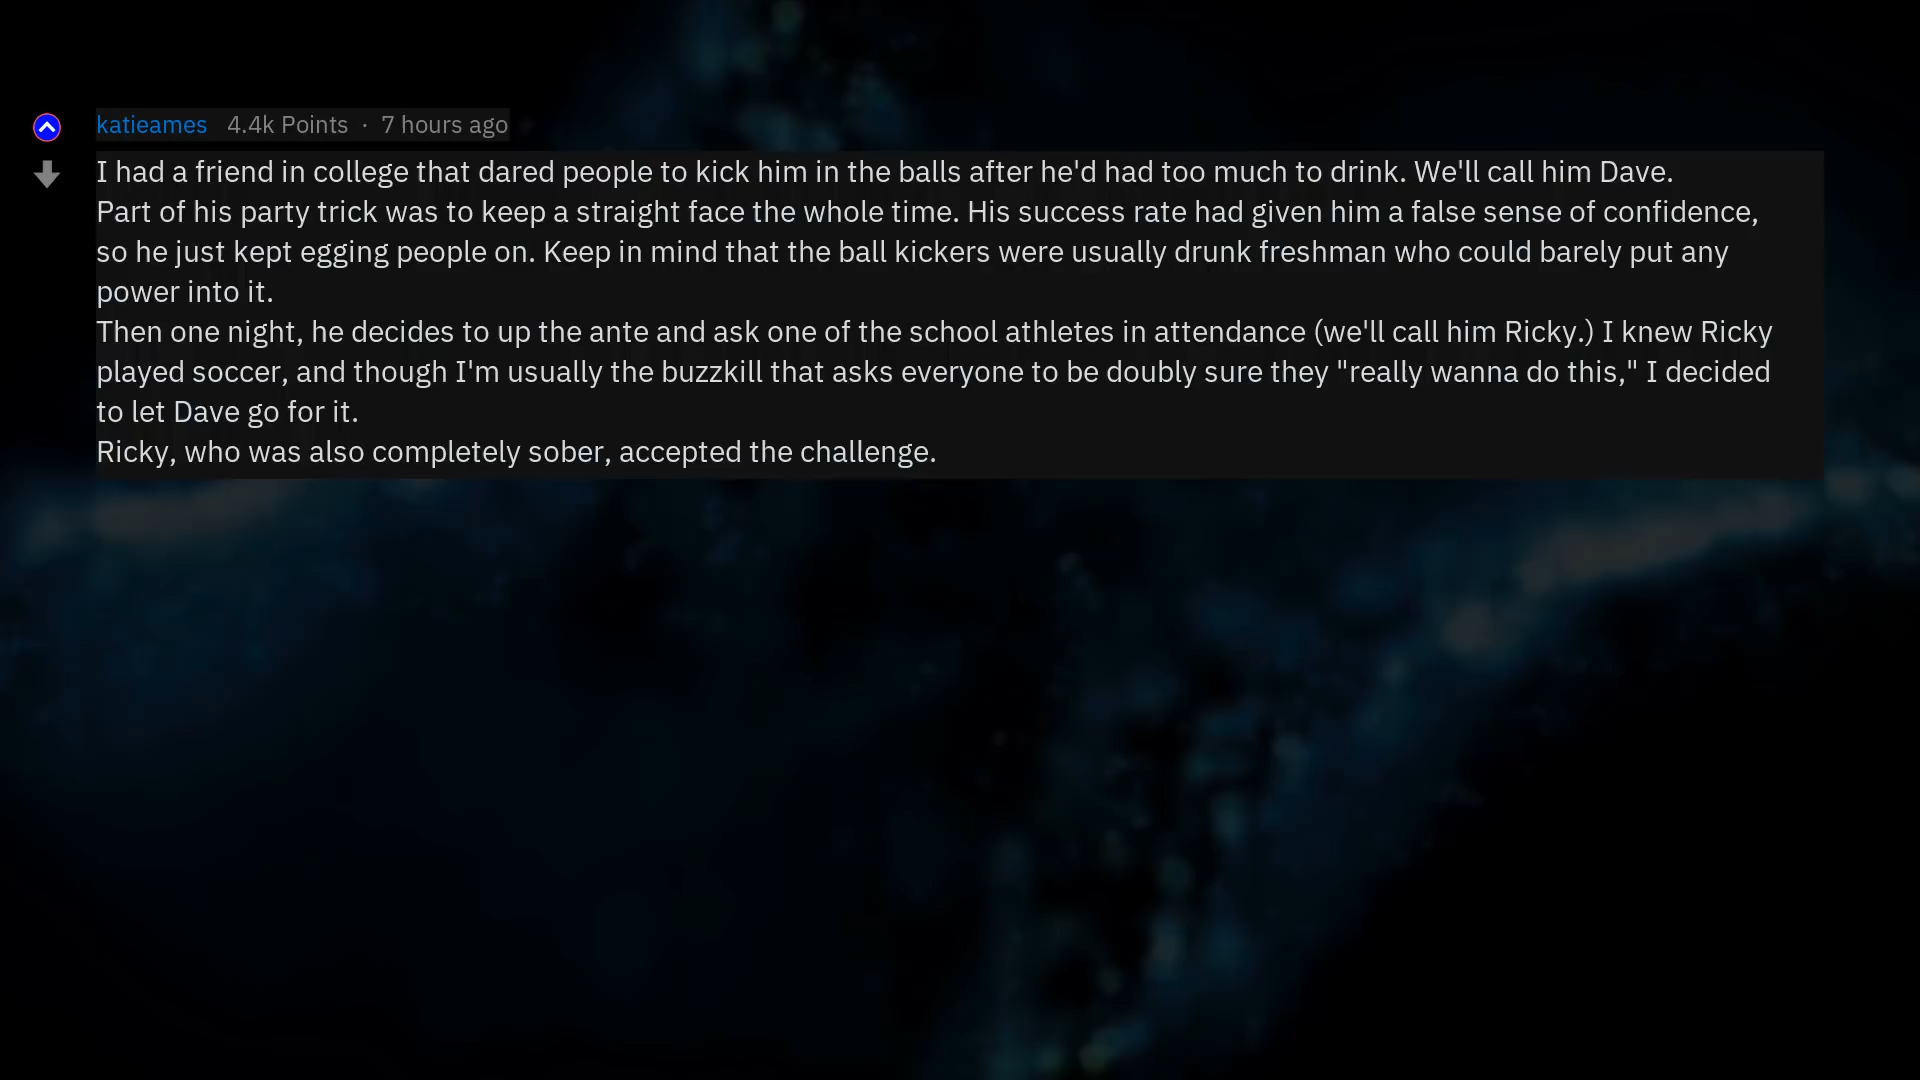 katieames 4.4k Points · 7 hours ago
I had a friend in college that dared people to kick him in the balls after he'd had too much to drink. We'll call him Dave.
Part of his party trick was to keep a straight face the whole time. His success rate had given him a false sense of confidence,
so he just kept egging people on. Keep in mind that the ball kickers were usually drunk freshman who could barely put any
power into it.
Then one night, he decides to up the ante and ask one of the school athletes in attendance (we'll call him Ricky.) I knew Ricky
played soccer, and though I'm usually the buzzkill that asks everyone to be doubly sure they "really wanna do this," I decided
to let Dave go for it.
Ricky, who was also completely sober, accepted the challenge.